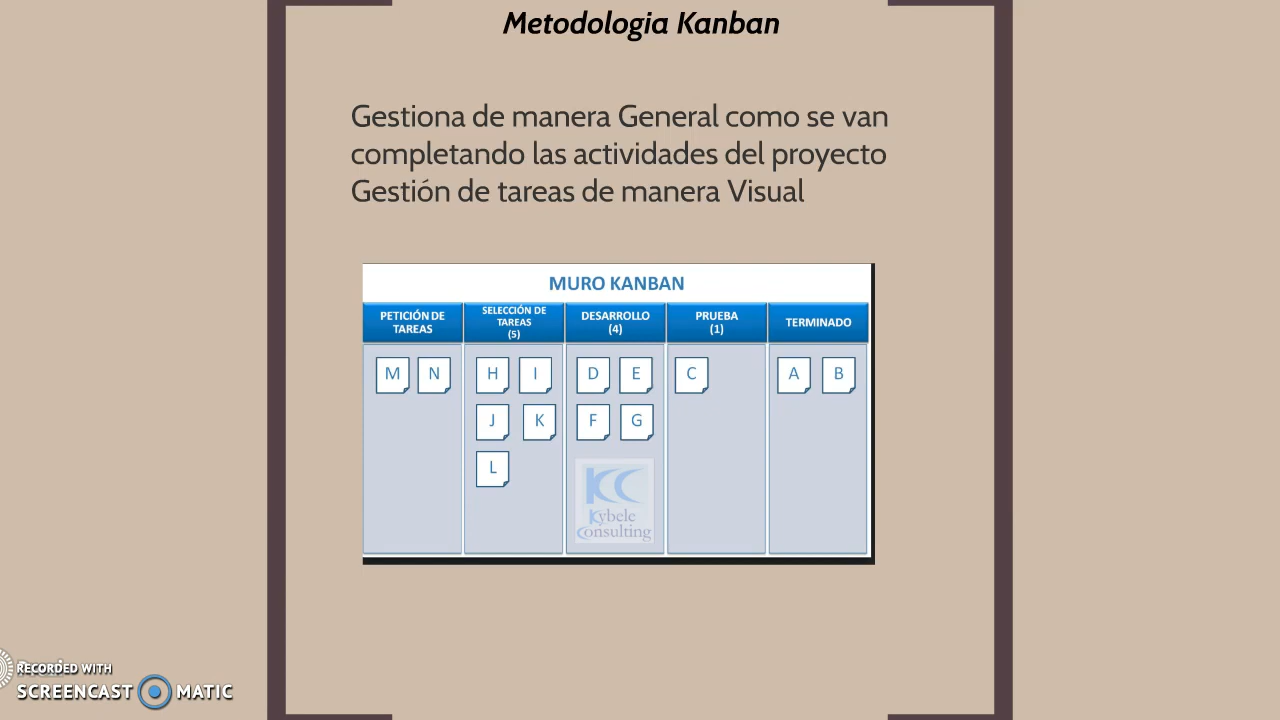 Metodologia Kanban
Gestiona de manera General como se van
completando las actividades del proyecto
Gestión de tareas de manera Visual
MURO KANBAN
PETICIÓN DE
TAREAS
SELECCIÓN DE
TAREAS
(5)
DESARROLLO
(4)
PRUEBA
(1)
TERMINADO
M N H I D E C A B
J K F G
L
KC
Kybele
Consulting
RECORDED WITH
SCREENCAST MATIC